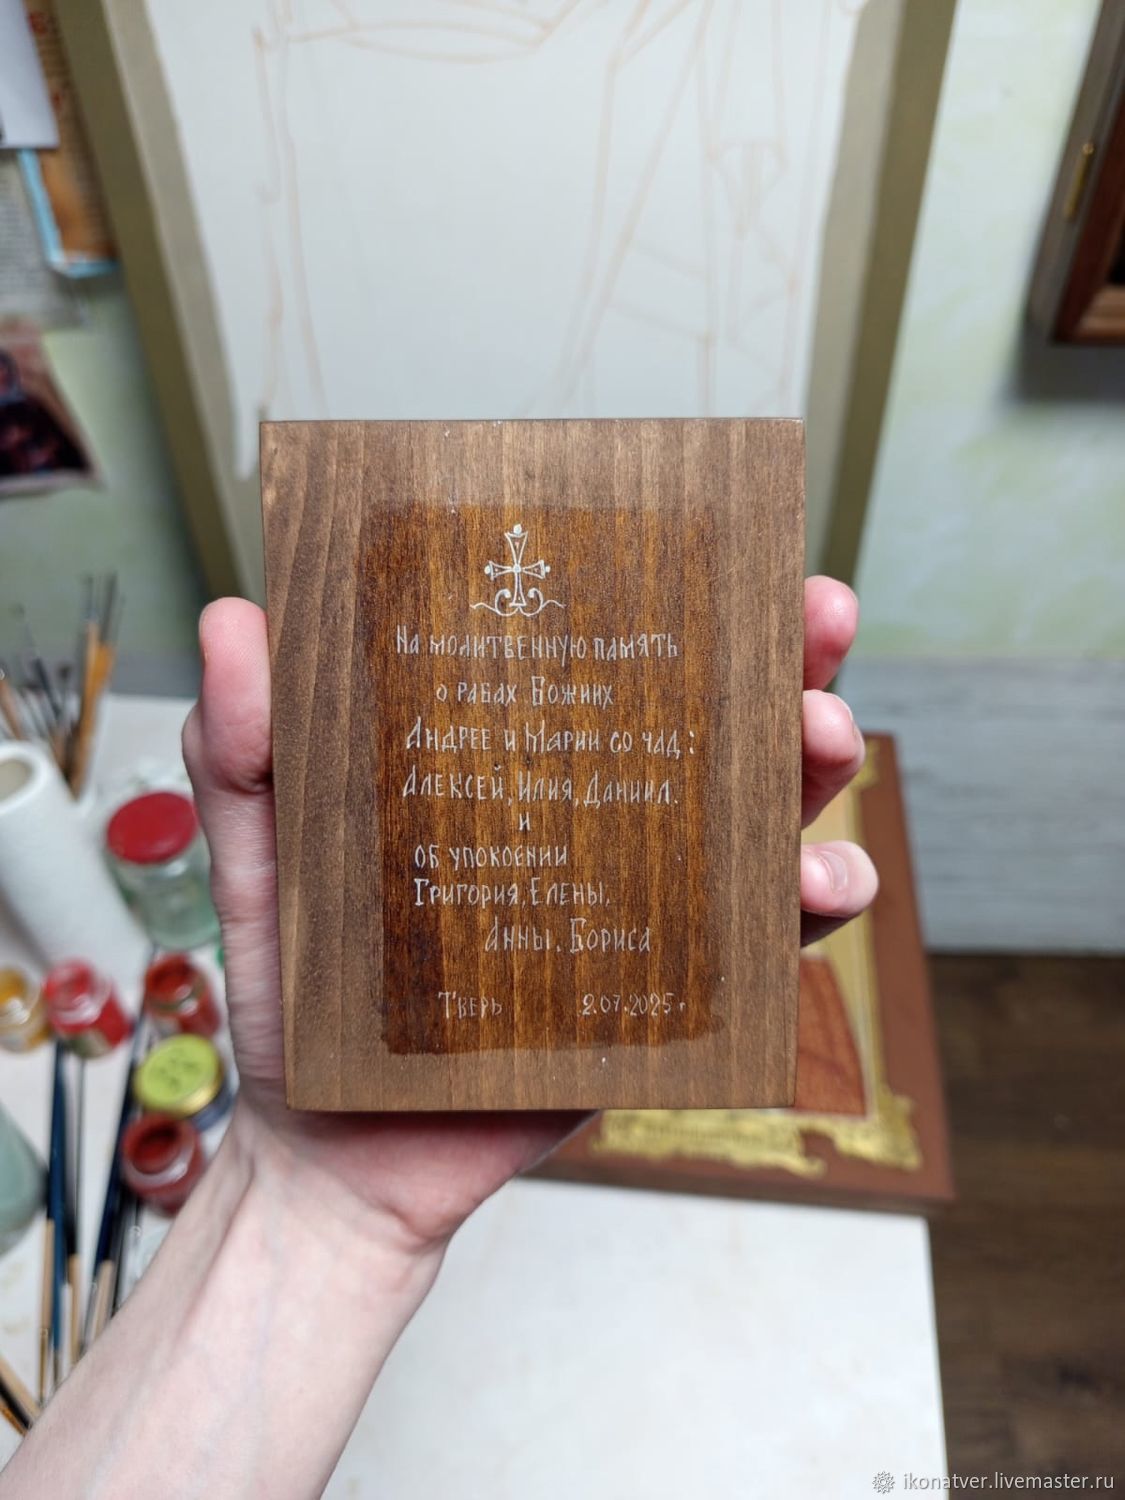 На молитвенную память
о рабах Божиих
Андрее и Марии со чад:
Алексей, Илия, Даниил.
и
об упокоении
Григория, Елены,
Анны, Бориса
Тверь 2.07.2025г
ikonatver.livemaster.ru